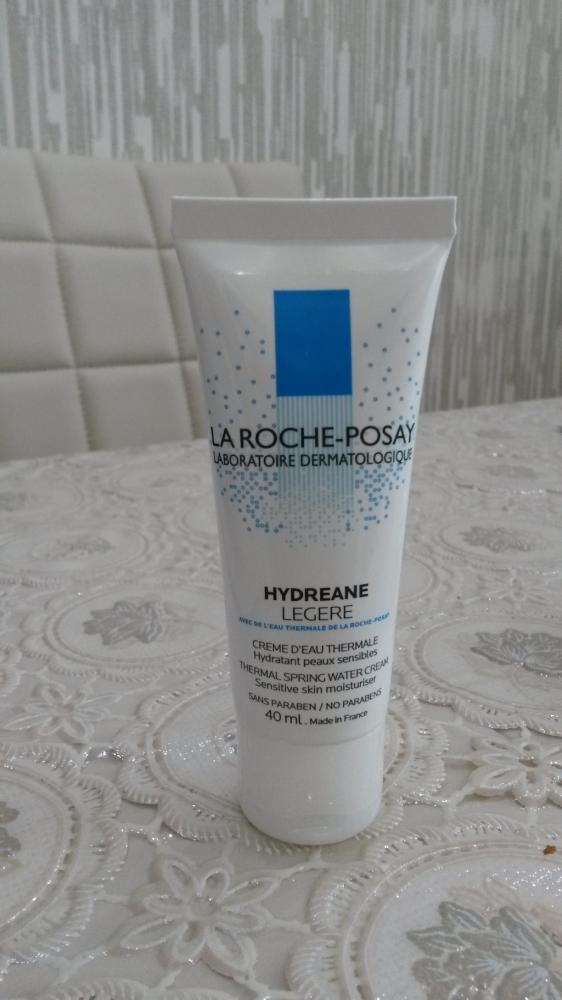 LA ROCHE-POSAY
LABORATOIRE DERMATOLOGIQUE
HYDREANE
LEGERE
AVEC DE L'EAU THERMALE DE LA ROCHE-POSAY
CREME D'EAU THERMALE
Hydratant peaux sensibles
THERMAL SPRING WATER CREAM
Sensitive skin moisturiser
SANS PARABEN / NO PARABENS
40 ml . Made in France